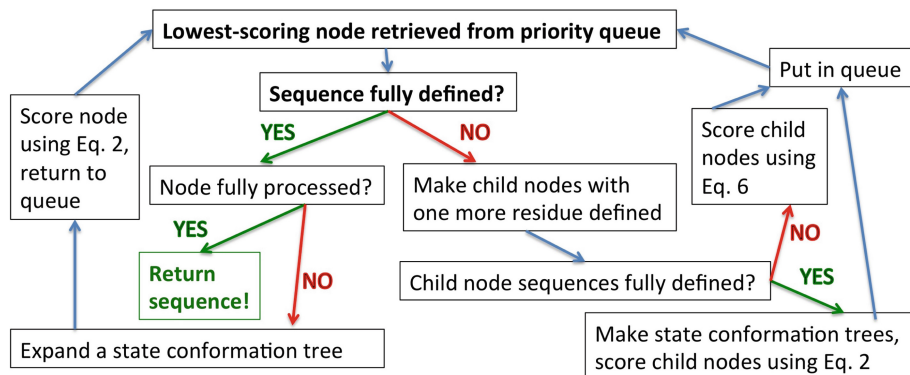 Lowest-scoring node retrieved from priority queue
Put in queue
Sequence fully defined?
Score node
using Eq. 2,
return to
queue
YES
NO
Score child
nodes using
Eq. 6
Node fully processed?
Make child nodes with
one more residue defined
YES
NO
NO
Return
sequence!
Child node sequences fully defined?
YES
Expand a state conformation tree
Make state conformation trees,
score child nodes using Eq. 2